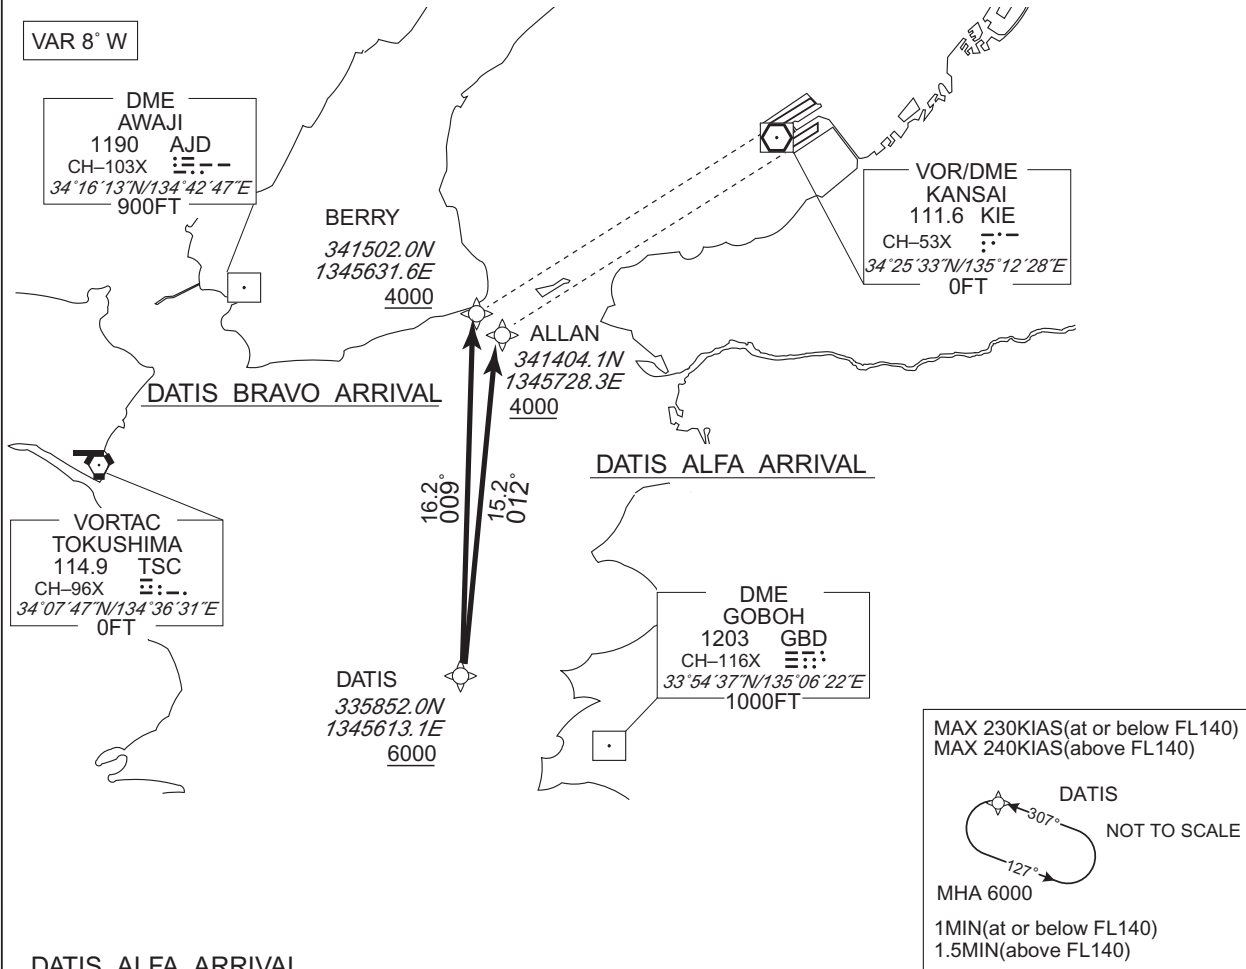 VAR 8° W
DME
AWAJI
1190 AJD
CH–103X
34°16´13˝N/134°42´47˝E
900FT
BERRY
341502.0N
1345631.6E
4000
VOR/DME
KANSAI
111.6 KIE
CH–53X
34°25´33˝N/135°12´28˝E
0FT
ALLAN
341404.1N
1345728.3E
4000
DATIS BRAVO ARRIVAL
DATIS ALFA ARRIVAL
16.2
009°
15.2
012°
VORTAC
TOKUSHIMA
114.9 TSC
CH–96X
34°07´47˝N/134°36´31˝E
0FT
DME
GOBOH
1203 GBD
CH–116X
33°54´37˝N/135°06´22˝E
1000FT
DATIS
335852.0N
1345613.1E
6000
MAX 230KIAS(at or below FL140)
MAX 240KIAS(above FL140)
DATIS
307°
NOT TO SCALE
127°
MHA 6000
1MIN(at or below FL140)
1.5MIN(above FL140)
DATIS ALFA ARRIVAL